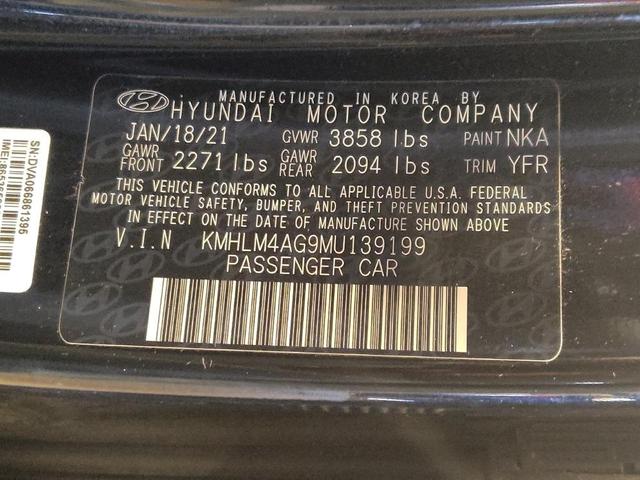 MANUFACTURED IN KOREA BY
HYUNDAI MOTOR COMPANY
JAN/18/21 GVWR 3858 lbs PAINT NKA
GAWR FRONT 2271 lbs GAWR REAR 2094 lbs TRIM YFR
THIS VEHICLE CONFORMS TO ALL APPLICABLE U.S.A. FEDERAL
MOTOR VEHICLE SAFETY, BUMPER, AND THEFT PREVENTION STANDARDS
IN EFFECT ON THE DATE OF MANUFACTURE SHOWN ABOVE
V.I.N KMHLM4AG9MU139199
PASSENGER CAR
SN:DVA0658861395